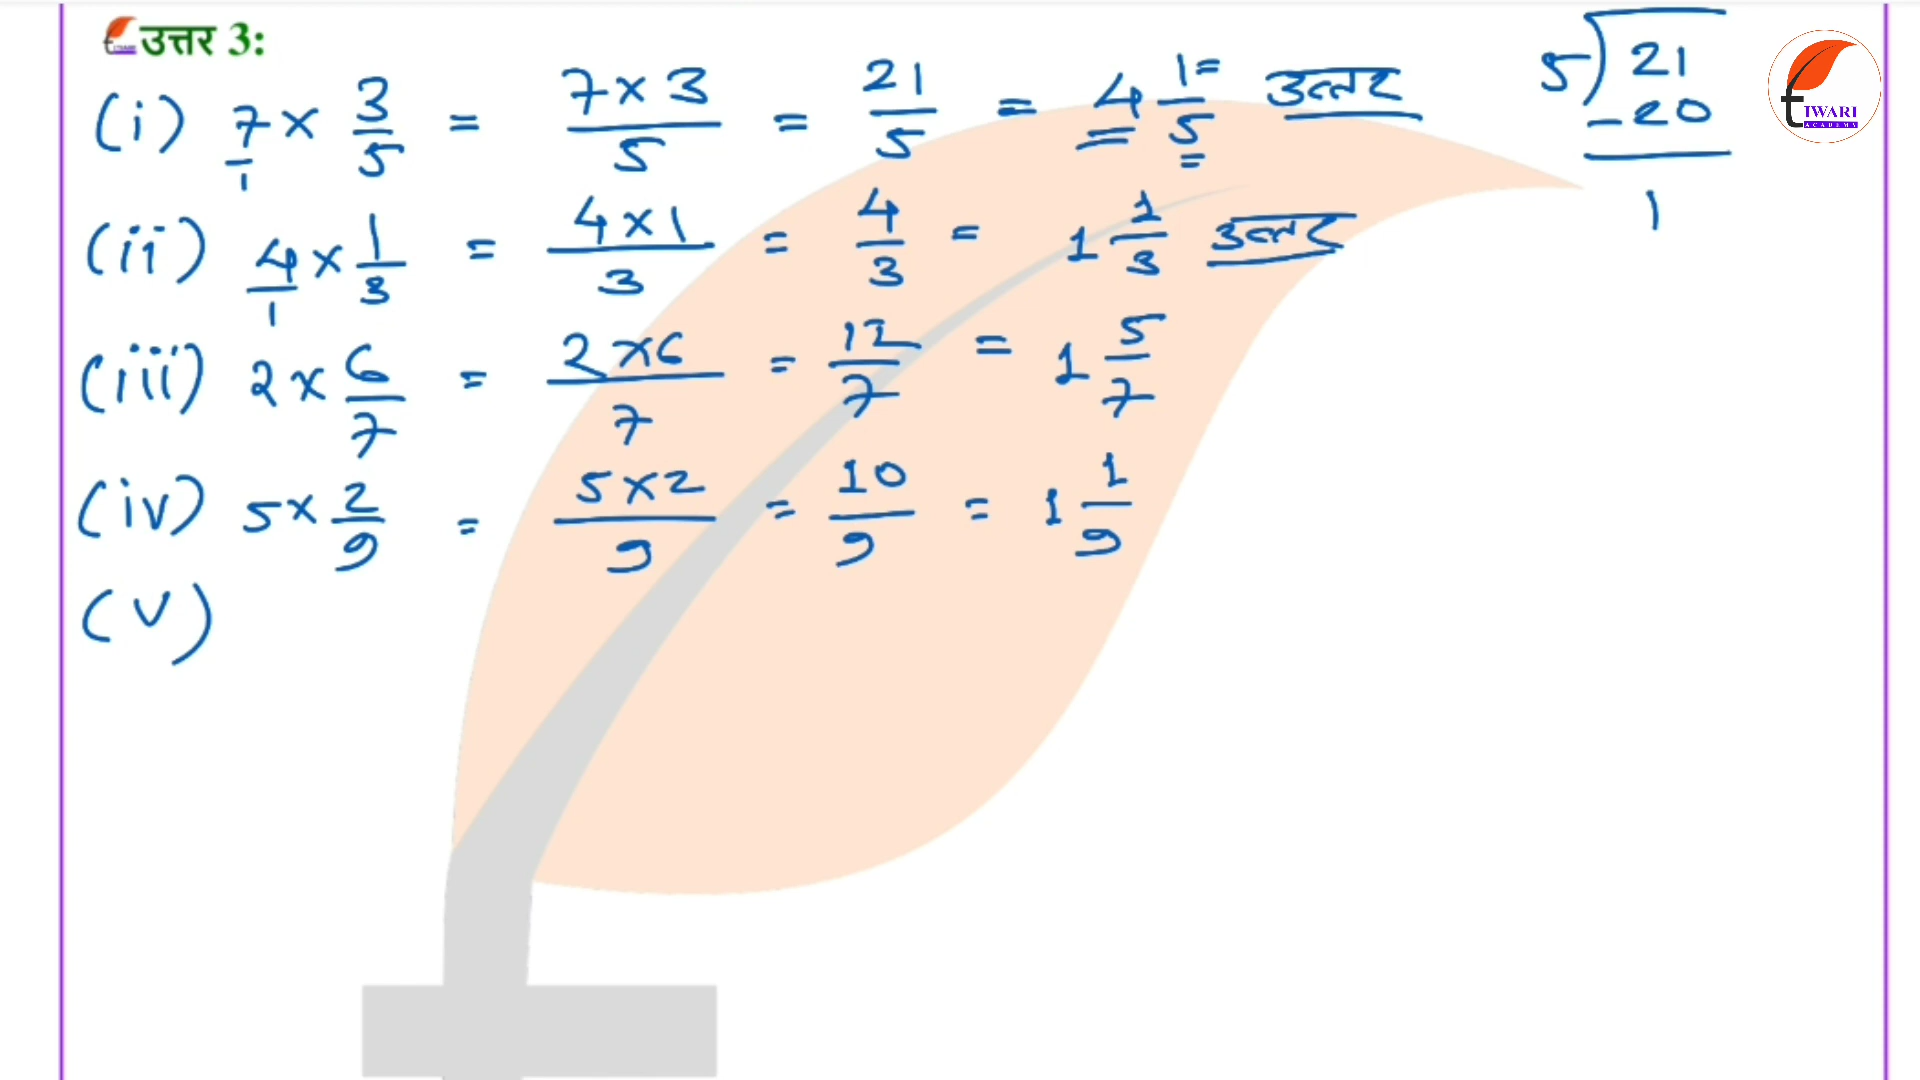 उत्तर 3:
(i) 7/1 × 3/5 = 7×3/5 = 21/5 = 4 1/5 उत्तर
(ii) 4/1 × 1/3 = 4×1/3 = 4/3 = 1 1/3 उत्तर
(iii) 2 × 6/7 = 2×6/7 = 12/7 = 1 5/7
(iv) 5 × 2/9 = 5×2/9 = 10/9 = 1 1/9
(v)
5) 21
-20
1
TIWARI
ACADEMY